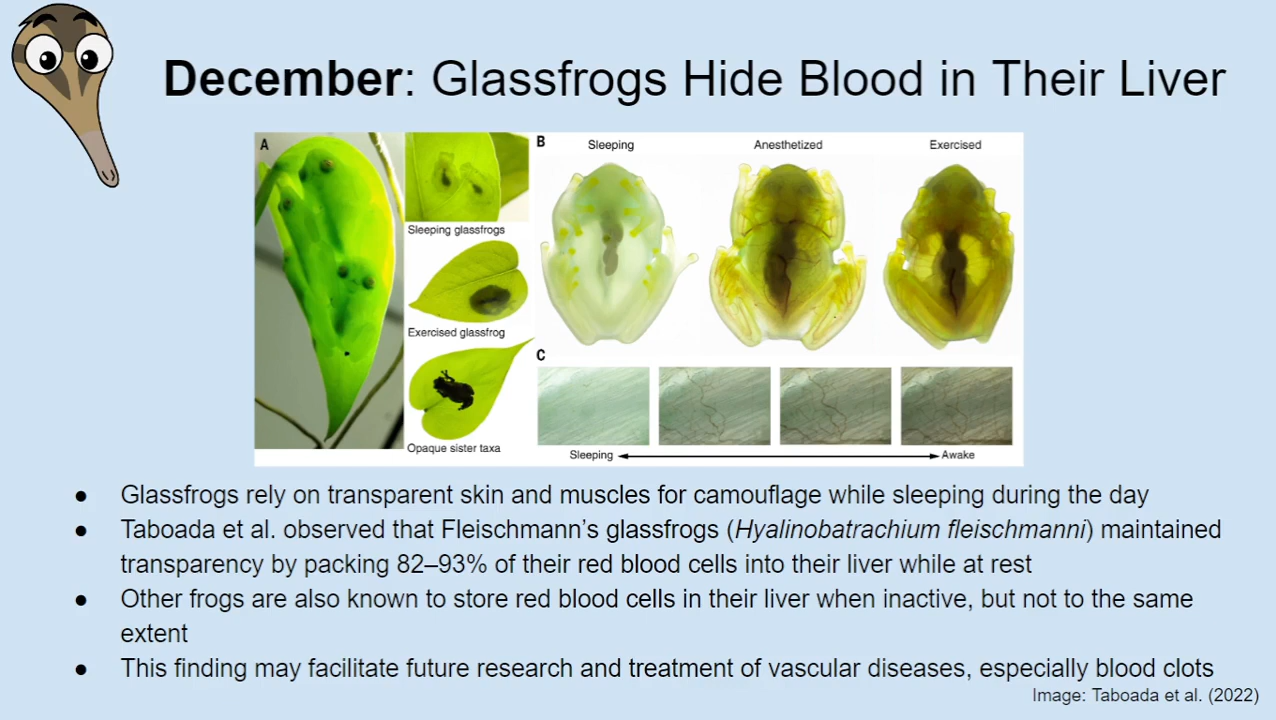 December: Glassfrogs Hide Blood in Their Liver
A
Sleeping glassfrogs
Exercised glassfrog
Opaque sister taxa
B
Sleeping
Anesthetized
Exercised
C
Sleeping
Awake
● Glassfrogs rely on transparent skin and muscles for camouflage while sleeping during the day
● Taboada et al. observed that Fleischmann’s glassfrogs (Hyalinobatrachium fleischmanni) maintained
transparency by packing 82–93% of their red blood cells into their liver while at rest
● Other frogs are also known to store red blood cells in their liver when inactive, but not to the same
extent
● This finding may facilitate future research and treatment of vascular diseases, especially blood clots
Image: Taboada et al. (2022)